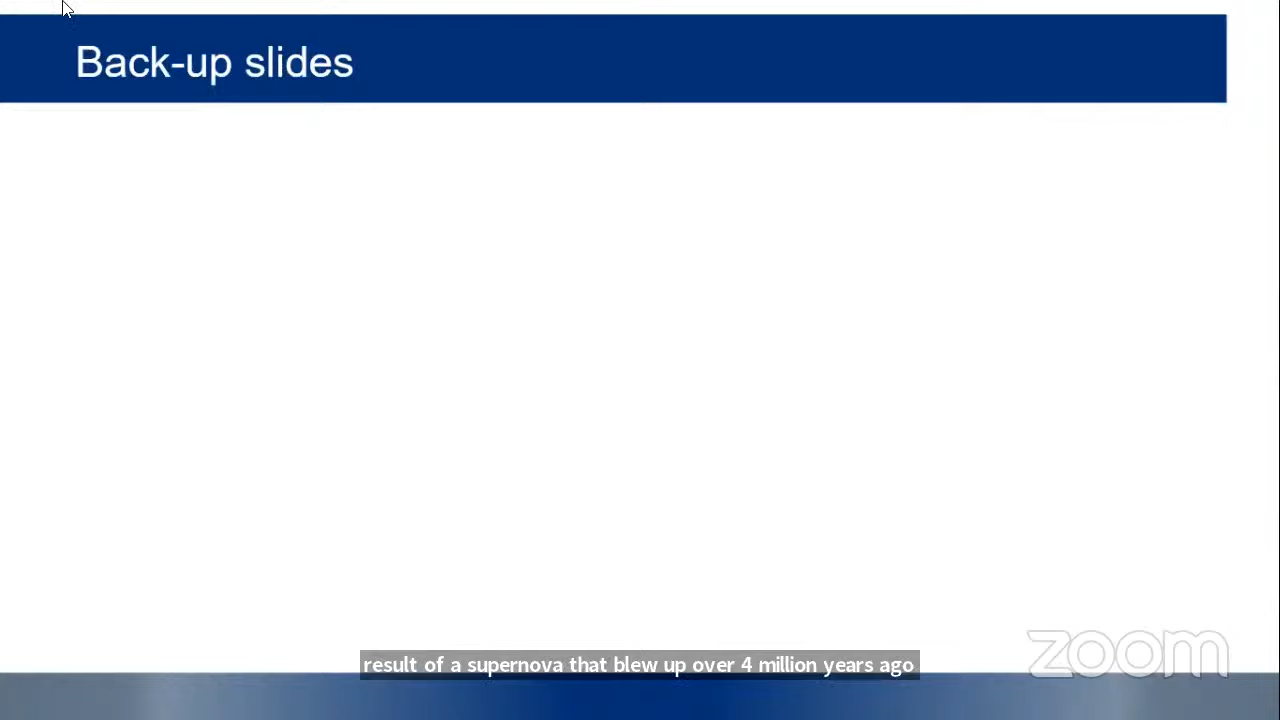 Back-up slides
result of a supernova that blew up over 4 million years ago
zoom